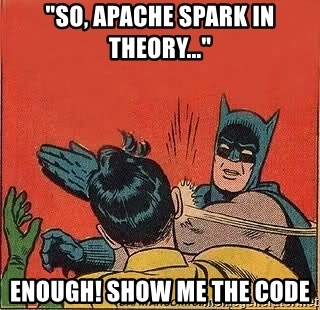 "SO, APACHE SPARK IN
THEORY..."
ENOUGH! SHOW ME THE CODE